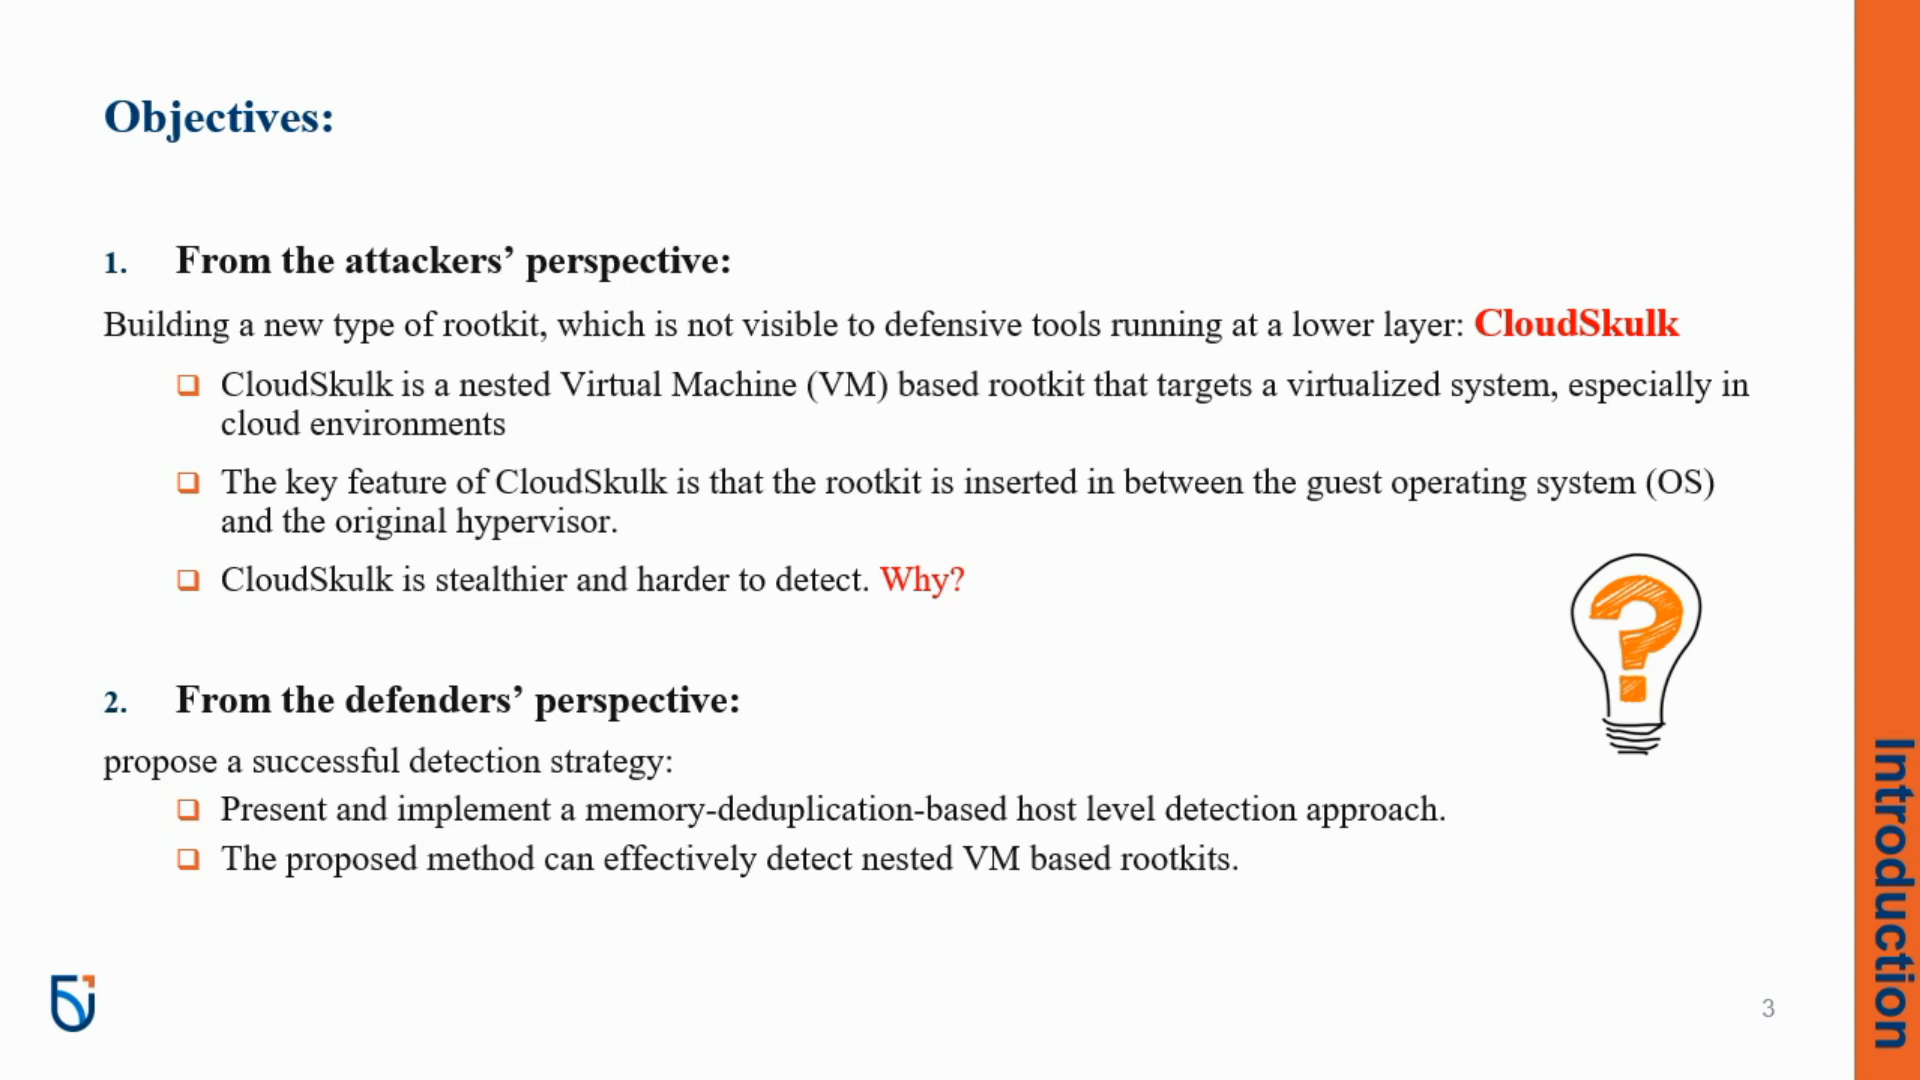 Objectives:
1. From the attackers’ perspective:
Building a new type of rootkit, which is not visible to defensive tools running at a lower layer: CloudSkulk
CloudSkulk is a nested Virtual Machine (VM) based rootkit that targets a virtualized system, especially in
cloud environments
The key feature of CloudSkulk is that the rootkit is inserted in between the guest operating system (OS)
and the original hypervisor.
CloudSkulk is stealthier and harder to detect. Why?
?
2. From the defenders’ perspective:
propose a successful detection strategy:
Present and implement a memory-deduplication-based host level detection approach.
The proposed method can effectively detect nested VM based rootkits.
3
Introduction